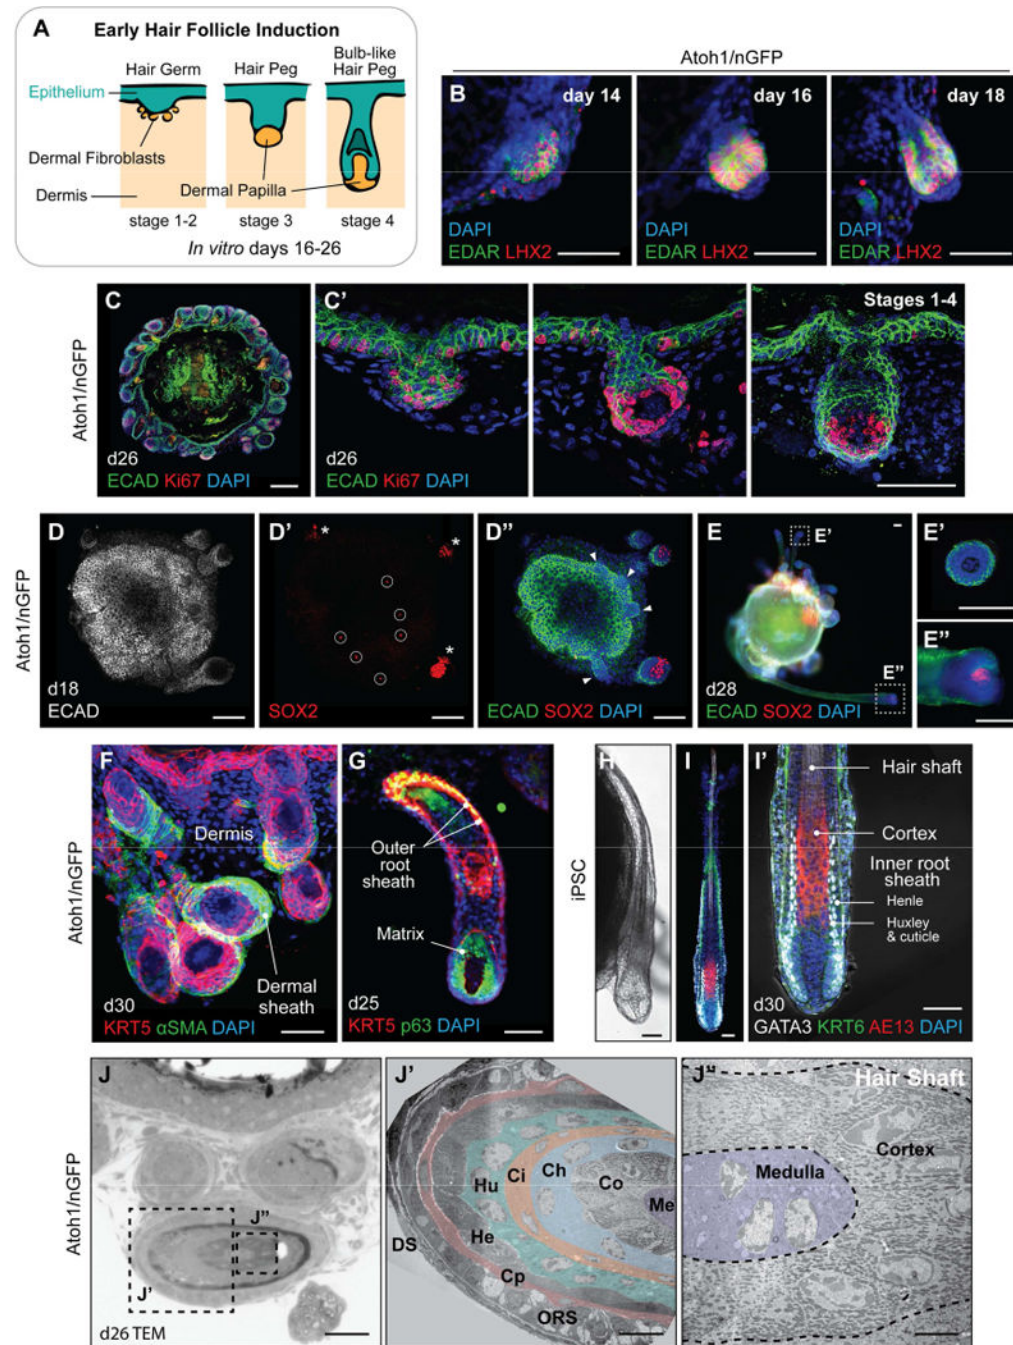 A
Early Hair Follicle Induction
Hair Germ
Hair Peg
Bulb-like
Hair Peg
Epithelium
Dermal Fibroblasts
Dermis
Dermal Papilla
stage 1-2
stage 3
stage 4
In vitro days 16-26
Atoh1/nGFP
B
day 14
DAPI
EDAR LHX2
day 16
DAPI
EDAR LHX2
day 18
DAPI
EDAR LHX2
Atoh1/nGFP
C
d26
ECAD Ki67 DAPI
C'
Stages 1-4
d26
ECAD Ki67 DAPI
Atoh1/nGFP
D
d18
ECAD
D'
*
*
*
SOX2
D''
ECAD SOX2 DAPI
E
E'
E''
d28
ECAD SOX2 DAPI
E'
E''
Atoh1/nGFP
F
Dermis
Dermal
sheath
d30
KRT5 αSMA DAPI
G
Outer
root
sheath
Matrix
d25
KRT5 p63 DAPI
iPSC
H
I
I'
Hair shaft
Cortex
Inner root
sheath
Henle
Huxley
& cuticle
d30
GATA3 KRT6 AE13 DAPI
Atoh1/nGFP
J
J''
J'
d26 TEM
J'
Hu
Ci
Ch
Co
Me
He
DS
Cp
ORS
J''
Hair Shaft
Cortex
Medulla